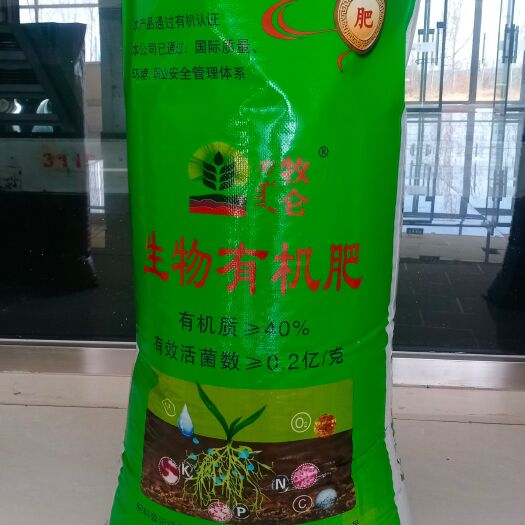 本产品通过有机认证
肥
本公司已通过:国际质量、
环境、职业安全管理体系
牧仑®
生物有机肥
有机质≥40%
有效活菌数≥0.2亿/克
O₂
K
N
P
C